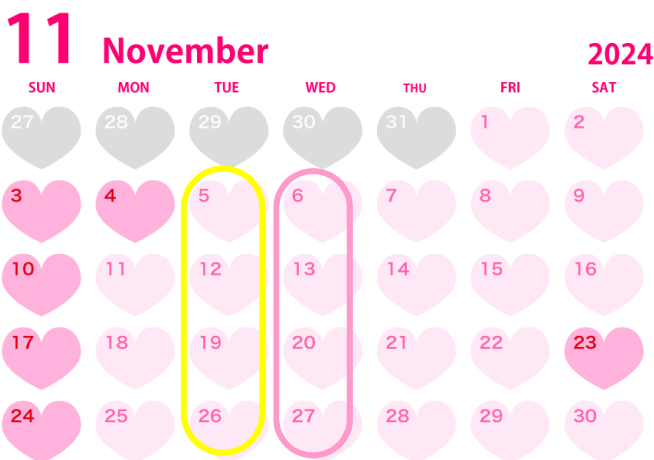 11 November 2024
SUN MON TUE WED THU FRI SAT
27 28 29 30 31 1 2
3 4 5 6 7 8 9
10 11 12 13 14 15 16
17 18 19 20 21 22 23
24 25 26 27 28 29 30